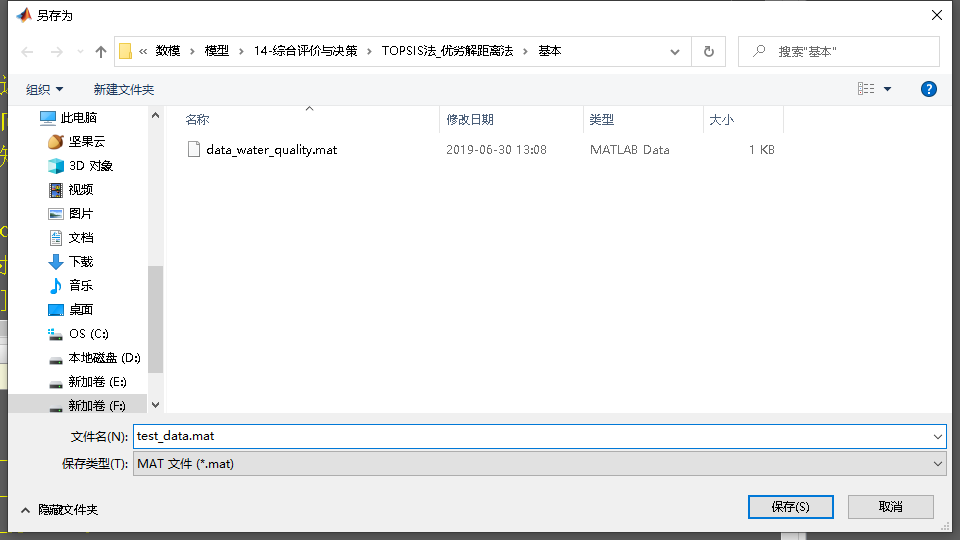 另存为
« 数模 › 模型 › 14-综合评价与决策 › TOPSIS法_优劣解距离法 › 基本
搜索"基本"
组织 新建文件夹
此电脑
坚果云
3D 对象
视频
图片
文档
下载
音乐
桌面
OS (C:)
本地磁盘 (D:)
新加卷 (E:)
新加卷 (F:)
名称 修改日期 类型 大小
data_water_quality.mat 2019-06-30 13:08 MATLAB Data 1 KB
文件名(N): test_data.mat
保存类型(T): MAT 文件 (*.mat)
隐藏文件夹 保存(S) 取消